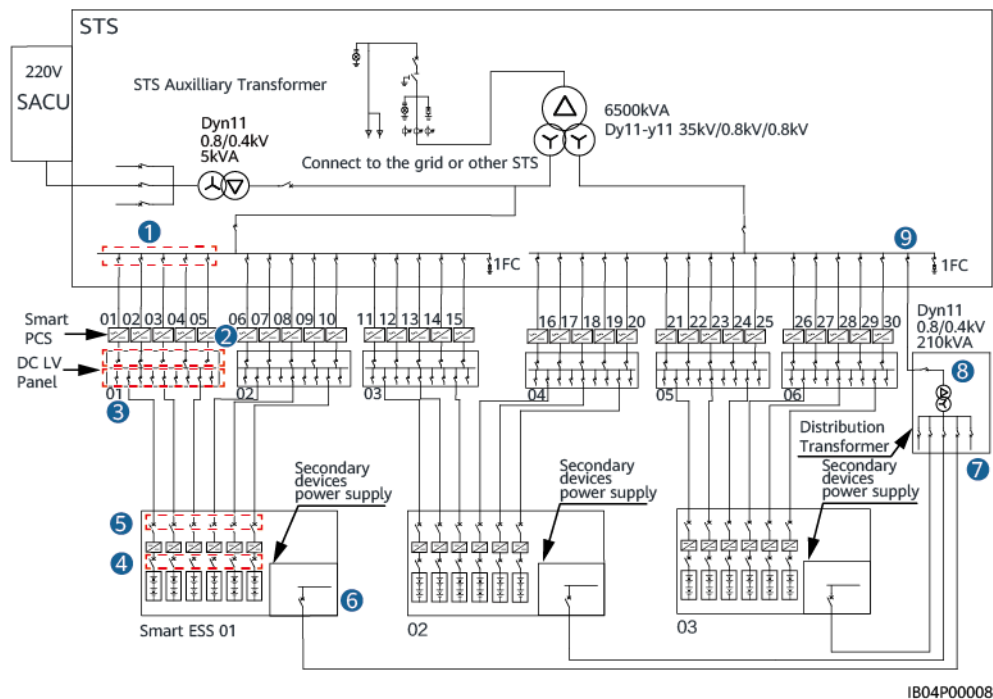 STS
220V
SACU
STS Auxilliary Transformer
Dyn11
0.8/0.4kV
5kVA
6500kVA
Dy11-y11 35kV/0.8kV/0.8kV
Connect to the grid or other STS
1
9
1FC
1FC
Smart
PCS
01 02 03 04 05
2
06 07 08 09 10
11 12 13 14 15
16 17 18 19 20
21 22 23 24 25
26 27 28 29 30
Dyn11
0.8/0.4kV
210kVA
DC LV
Panel
8
01
02
03
04
05
06
3
Distribution
Transformer
7
Secondary
devices
power supply
Secondary
devices
power supply
Secondary
devices
power supply
5
4
6
Smart ESS 01
02
03
IB04P00008